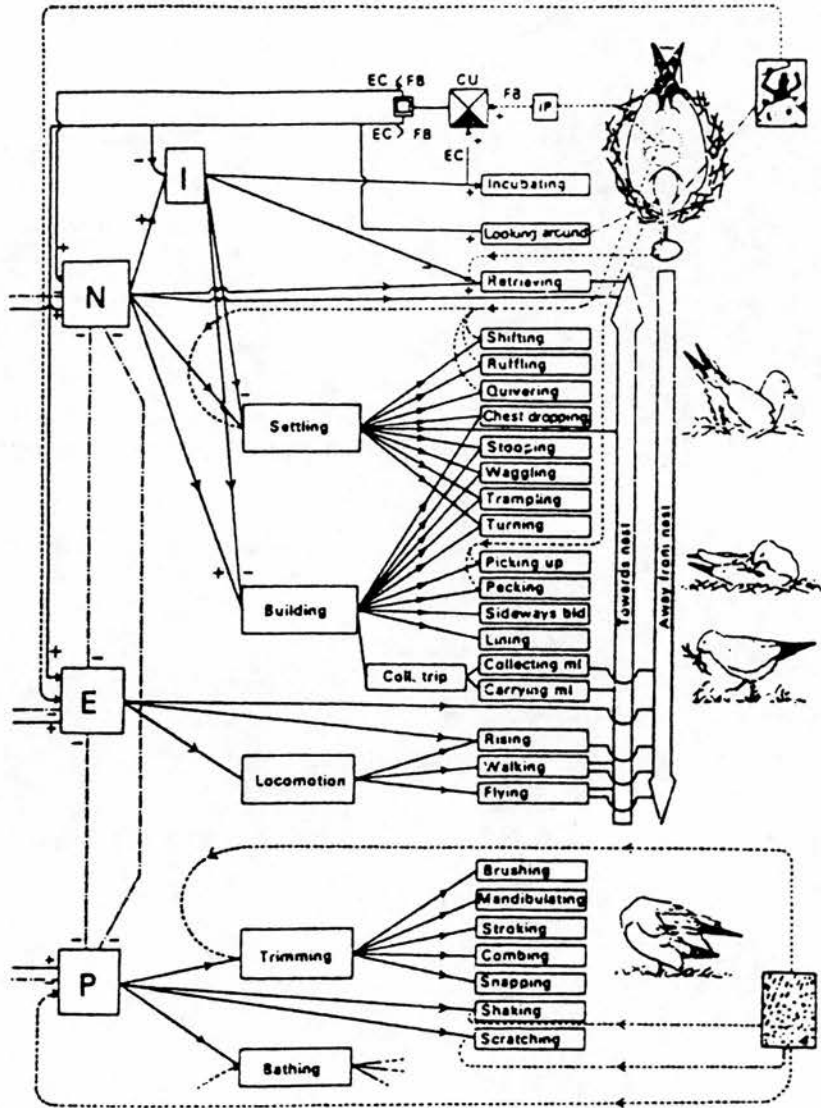 EC FB CU FB IP
EC FB EC
I
Incubating
Looking around
N
Retrieving
Shifting
Ruffling
Quivering
Chest dropping
Settling
Stooping
Waggling
Trampling
Turning
Towards nest
Away from nest
Picking up
Building
Pecking
Sideways bld
Lining
Coll. trip
Collecting ml
Carrying ml
E
Rising
Locomotion
Walking
Flying
Brushing
Mandibulating
Trimming
Stroking
Combing
P
Snapping
Shaking
Scratching
Bathing